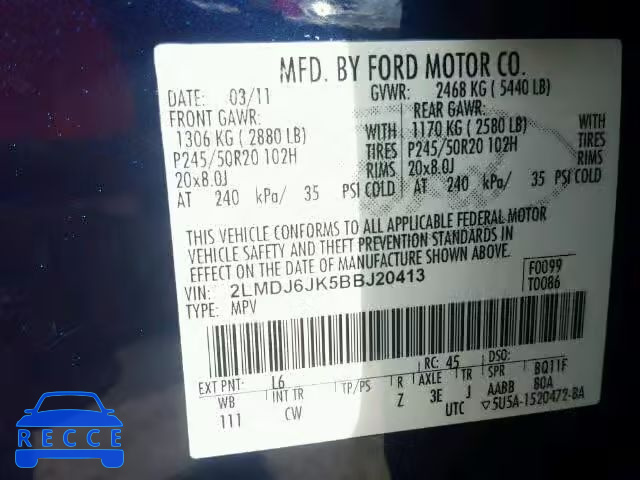 MFD. BY FORD MOTOR CO.
DATE: 03/11 GVWR: 2468 KG ( 5440 LB)
FRONT GAWR: REAR GAWR:
1306 KG ( 2880 LB) WITH 1170 KG ( 2580 LB) WITH
P245/50R20 102H TIRES P245/50R20 102H TIRES
20x8.0J RIMS 20x8.0J RIMS
AT 240 kPa/ 35 PSI COLD AT 240 kPa/ 35 PSI COLD
THIS VEHICLE CONFORMS TO ALL APPLICABLE FEDERAL MOTOR
VEHICLE SAFETY AND THEFT PREVENTION STANDARDS IN
EFFECT ON THE DATE OF MANUFACTURE SHOWN ABOVE.
VIN: 2LMDJ6JK5BBJ20413 F0099
TYPE: MPV T0086
EXT PNT: L6 RC: 45 DSO:
WB INT TR TP/PS R AXLE TR SPR BQ11F
111 CW Z 3E J AABB 80A
UTC ▽5U5A-1520472-BA
RECCE